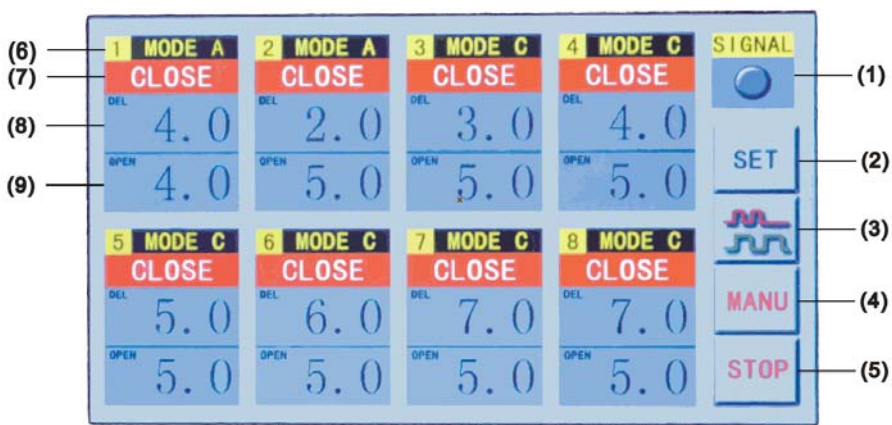 1 MODE A 2 MODE A 3 MODE C 4 MODE C SIGNAL
(6)
CLOSE CLOSE CLOSE CLOSE
(7) (1)
DEL DEL DEL DEL
(8) 4.0 2.0 3.0 4.0
OPEN OPEN OPEN OPEN SET (2)
(9) 4.0 5.0 5.0 5.0
5 MODE C 6 MODE C 7 MODE C 8 MODE C (3)
CLOSE CLOSE CLOSE CLOSE
DEL DEL DEL DEL
5.0 6.0 7.0 7.0 MANU (4)
OPEN OPEN OPEN OPEN
5.0 5.0 5.0 5.0 STOP (5)